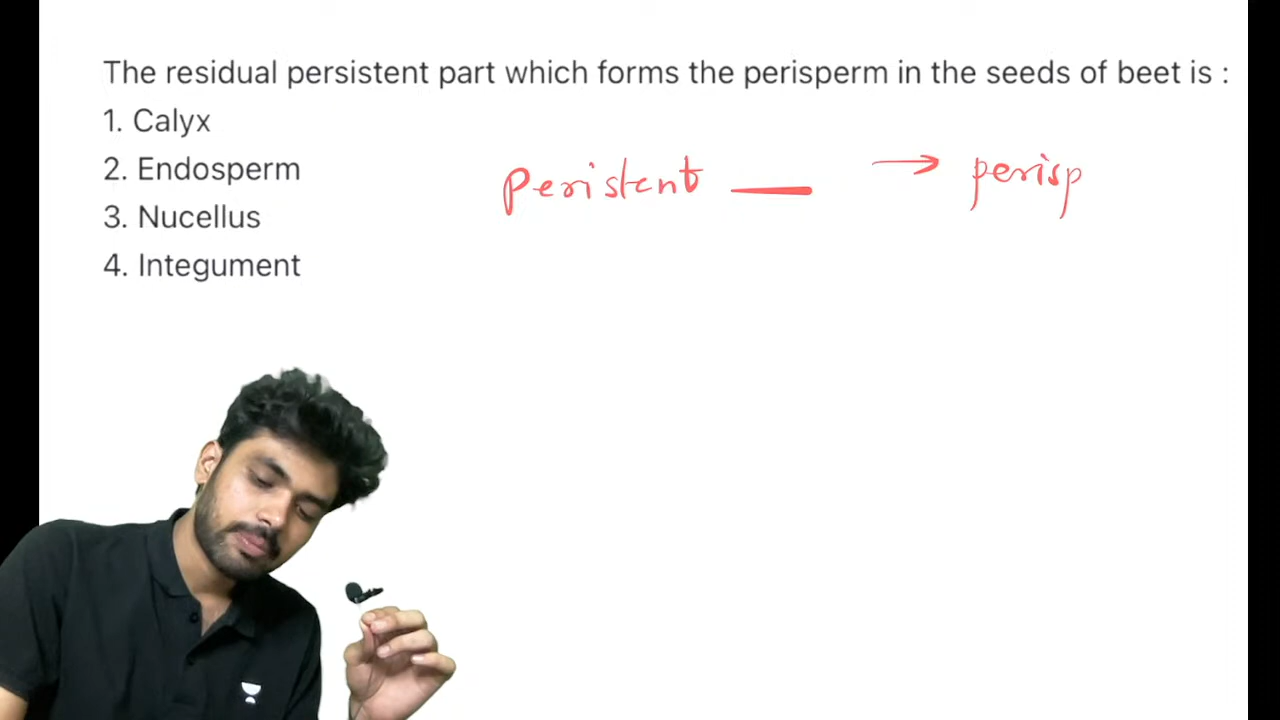 The residual persistent part which forms the perisperm in the seeds of beet is :
1. Calyx
2. Endosperm
3. Nucellus
4. Integument
Peristent — → perisp